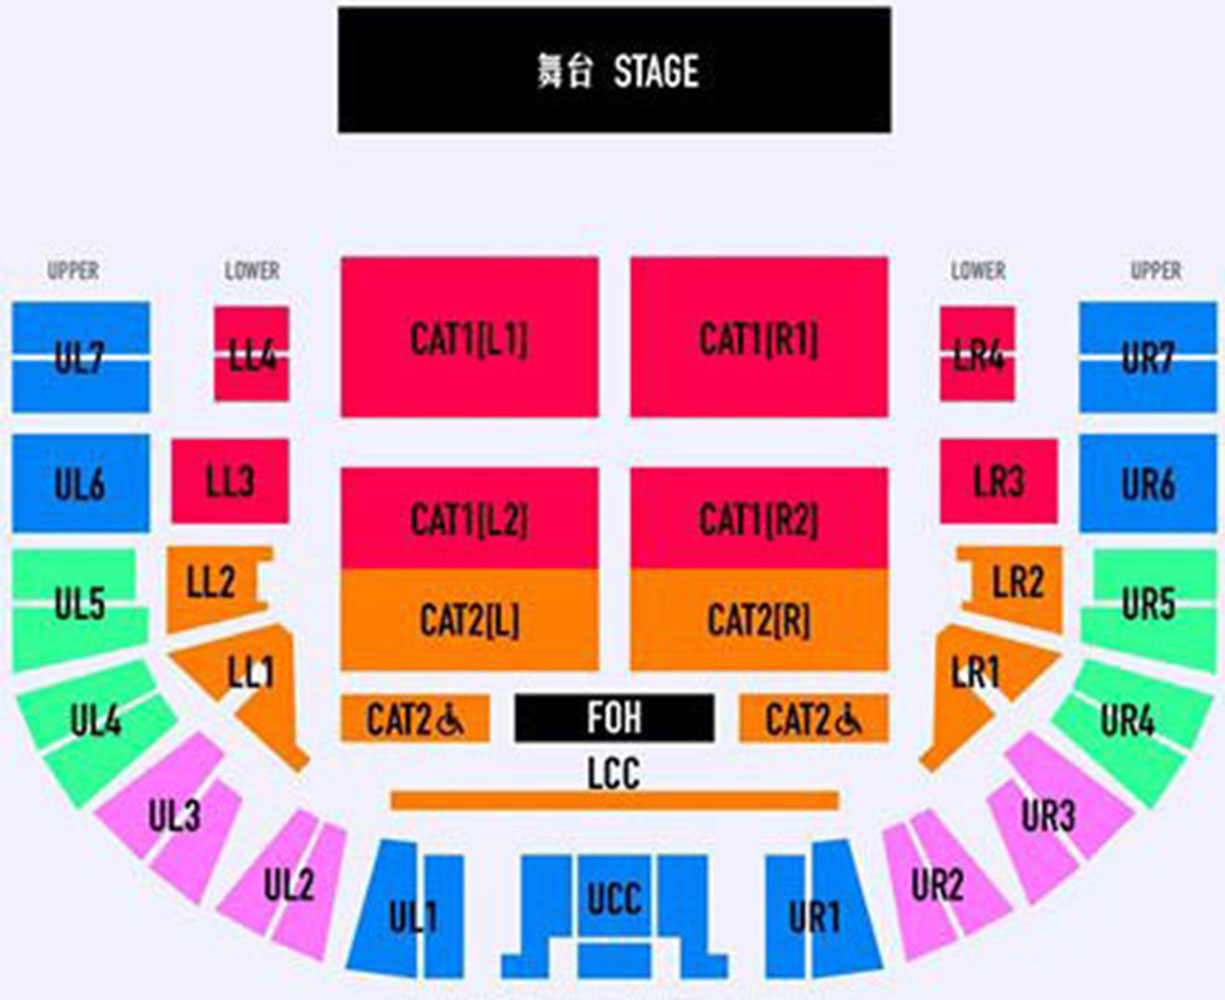 舞台 STAGE
UPPER
LOWER
LOWER
UPPER
CAT1[L1]
CAT1[R1]
UL7
LL4
LR4
UR7
UL6
LL3
LR3
UR6
CAT1[L2]
CAT1[R2]
UL5
LL2
LR2
UR5
CAT2[L]
CAT2[R]
LL1
LR1
UL4
CAT2
FOH
CAT2
UR4
LCC
UL3
UR3
UL2
UCC
UR2
UL1
UR1